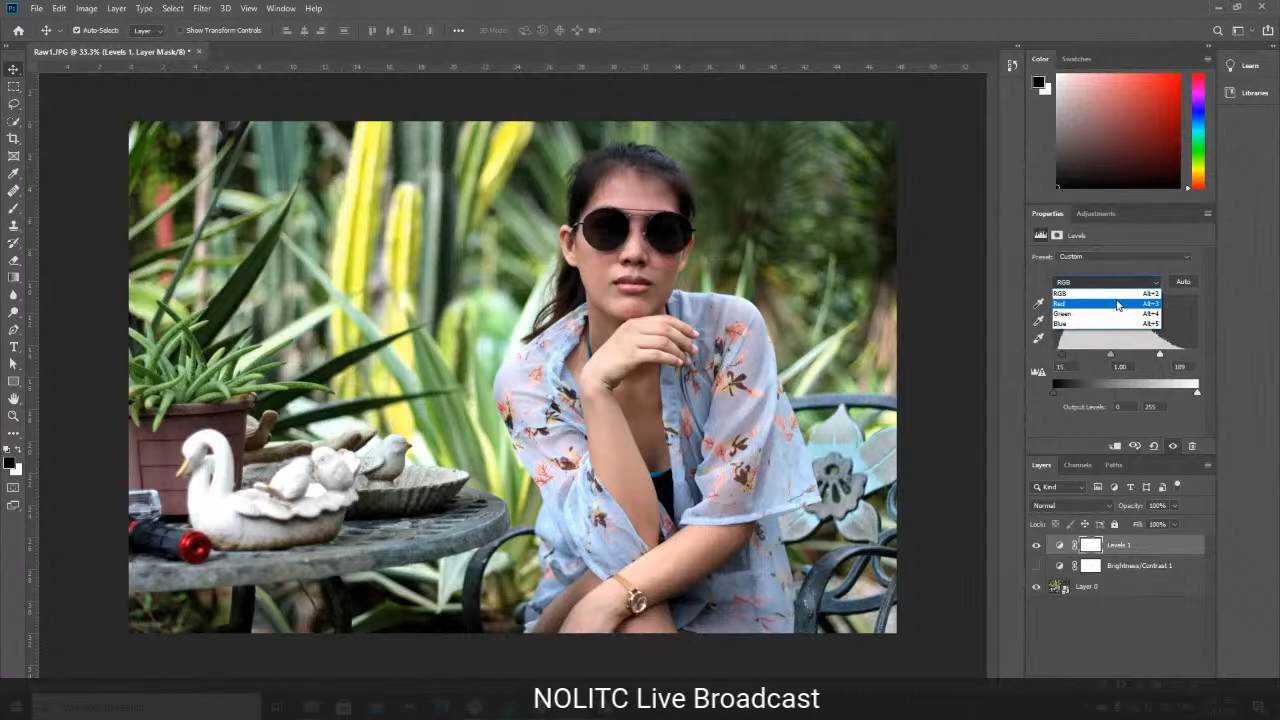 File Edit Image Layer Type Select Filter 3D View Window Help
Auto-Select: Layer Show Transform Controls 3D Mode:
Raw1.JPG @ 33.3% (Levels 1, Layer Mask/8) *
Color Swatches
Learn
Libraries
Properties Adjustments
Levels
Preset: Custom
RGB Auto
RGB Alt+2
Red Alt+3
Green Alt+4
Blue Alt+5
15 1.00 189
Output Levels: 0 255
Layers Channels Paths
Kind
Normal Opacity: 100%
Lock: Fill: 100%
Levels 1
Brightness/Contrast 1
Layer 0
NOLITC Live Broadcast